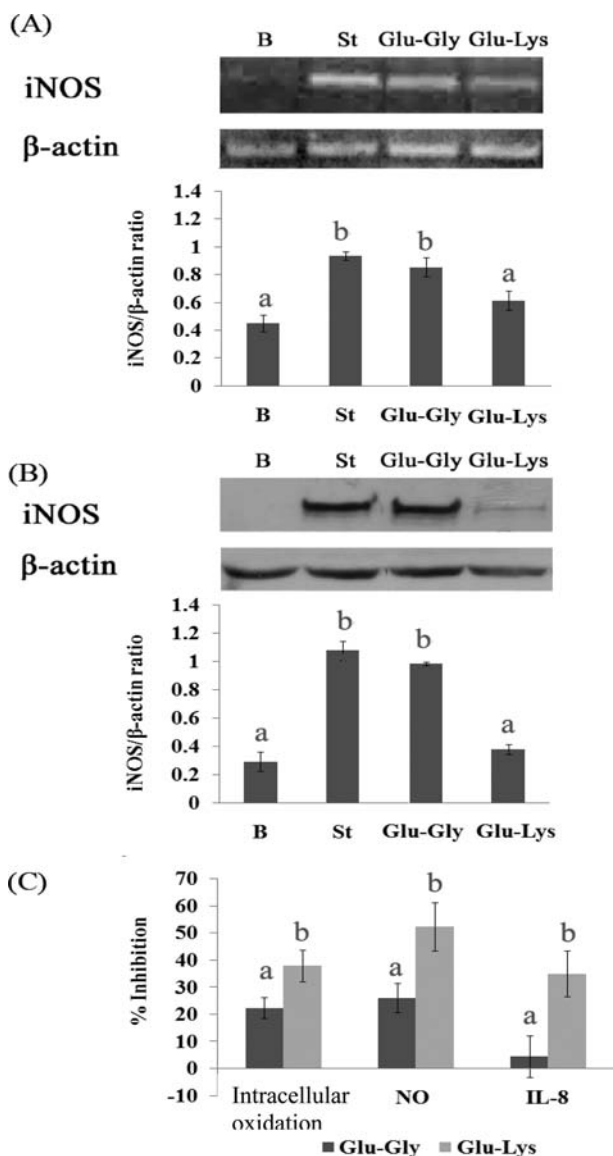 (A)
B St Glu-Gly Glu-Lys
iNOS
β-actin
iNOS/β-actin ratio
1.4
1.2
1
0.8
0.6
0.4
0.2
0
a b b a
B St Glu-Gly Glu-Lys
(B)
B St Glu-Gly Glu-Lys
iNOS
β-actin
iNOS/β-actin ratio
1.4
1.2
1
0.8
0.6
0.4
0.2
0
a b b a
B St Glu-Gly Glu-Lys
(C)
% Inhibition
70
60
50
40
30
20
10
0
-10
a b a b a b
Intracellular NO IL-8
oxidation
Glu-Gly Glu-Lys